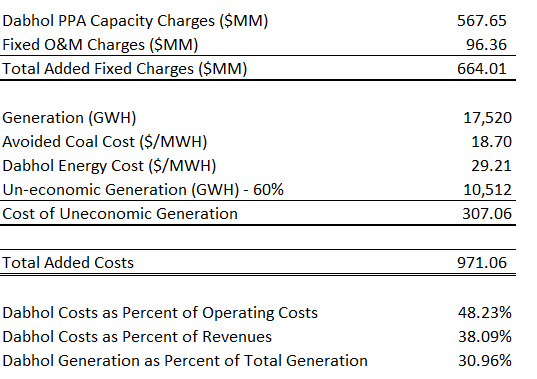 Dabhol PPA Capacity Charges ($MM) 567.65
Fixed O&M Charges ($MM) 96.36
Total Added Fixed Charges ($MM) 664.01
Generation (GWH) 17,520
Avoided Coal Cost ($/MWH) 18.70
Dabhol Energy Cost ($/MWH) 29.21
Un-economic Generation (GWH) - 60% 10,512
Cost of Uneconomic Generation 307.06
Total Added Costs 971.06
Dabhol Costs as Percent of Operating Costs 48.23%
Dabhol Costs as Percent of Revenues 38.09%
Dabhol Generation as Percent of Total Generation 30.96%